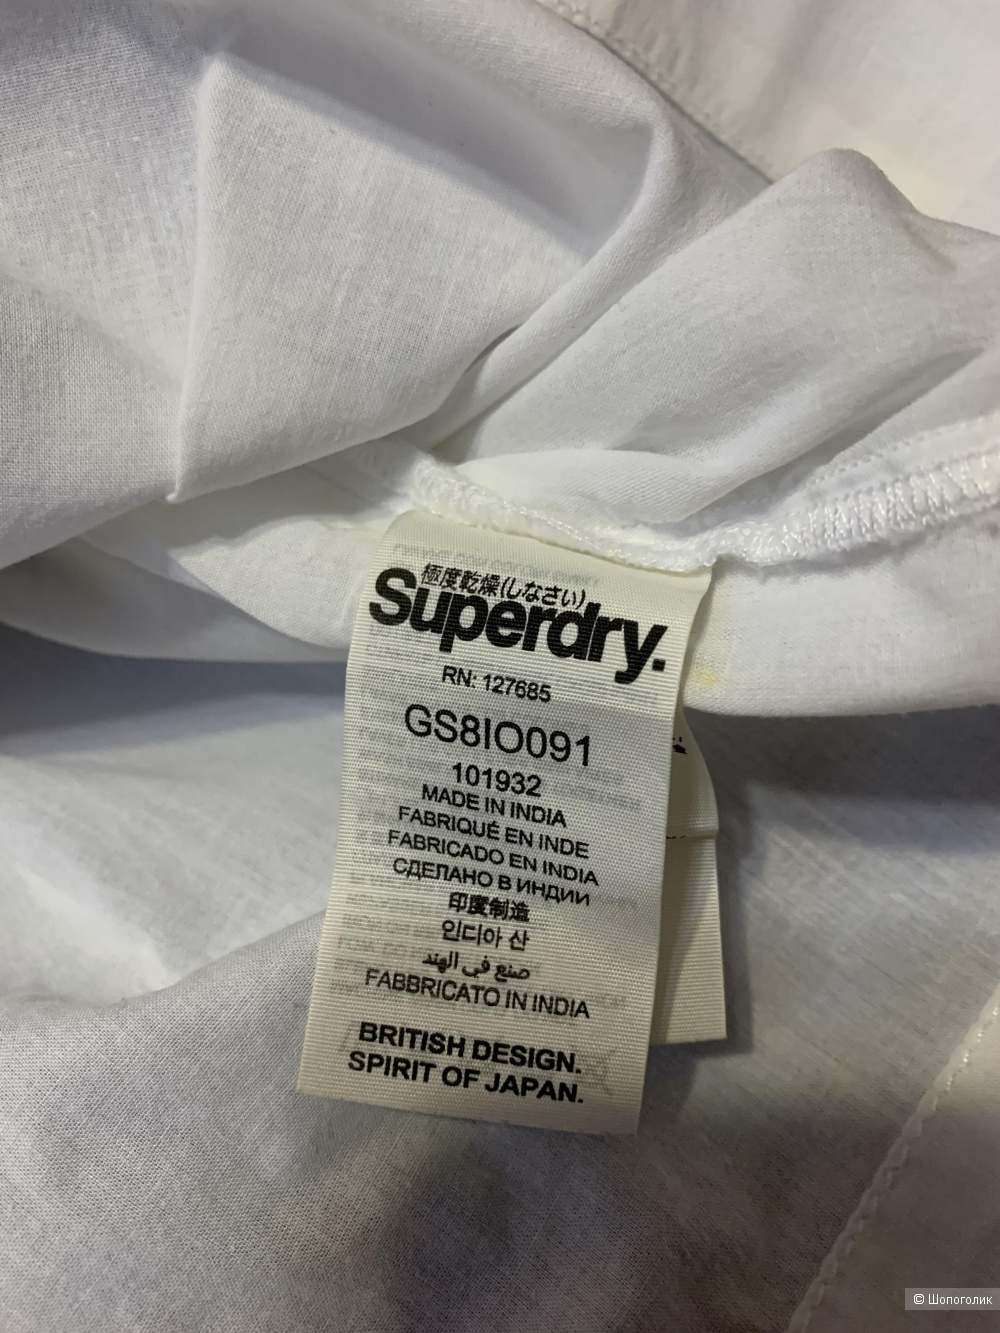 極度乾燥(しなさい)
Superdry.
RN: 127685
GS8IO091
101932
MADE IN INDIA
FABRIQUÉ EN INDE
FABRICADO EN INDIA
СДЕЛАНО В ИНДИИ
印度制造
인디아 산
صنع في الهند
FABBRICATO IN INDIA
BRITISH DESIGN.
SPIRIT OF JAPAN.
© Шопоголик